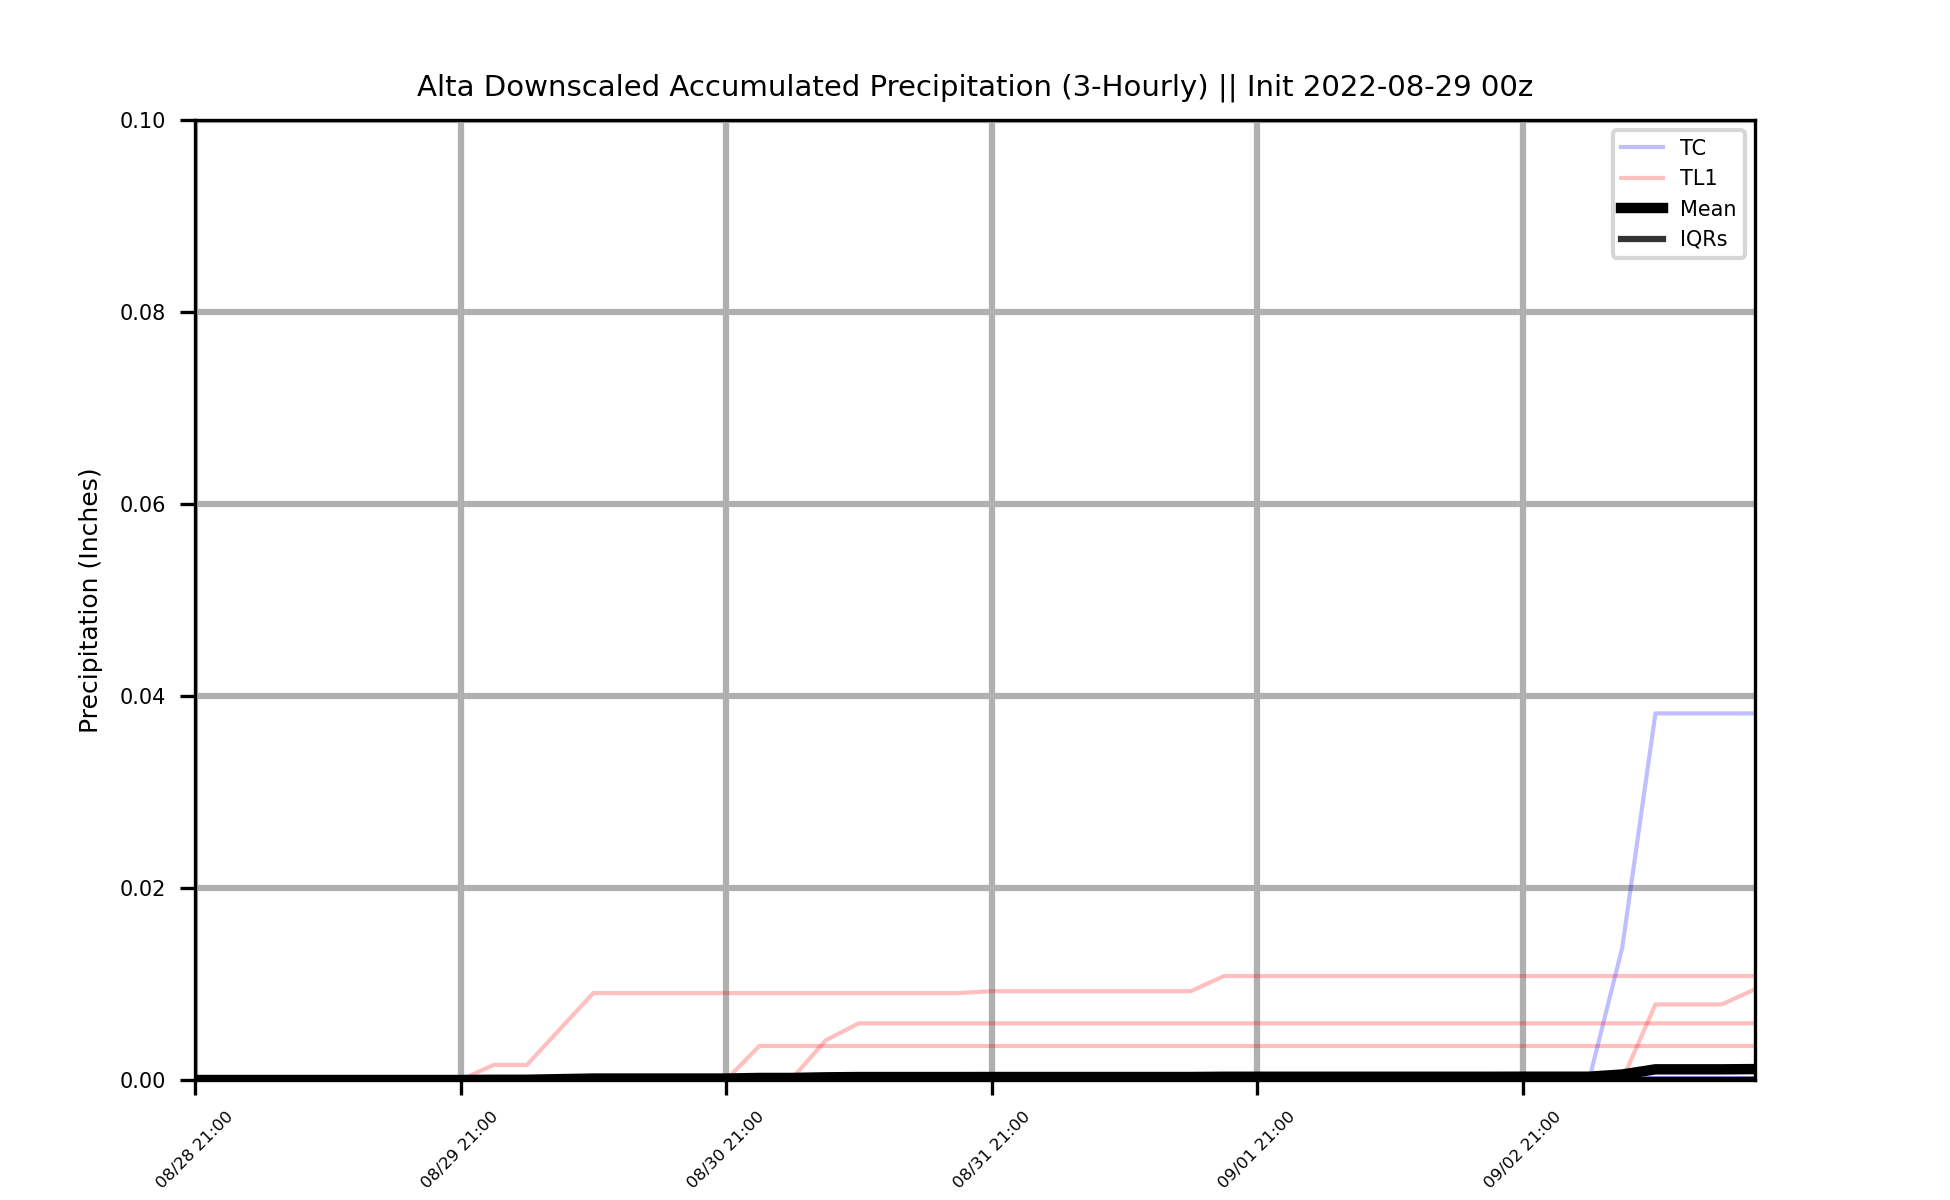 Alta Downscaled Accumulated Precipitation (3-Hourly) || Init 2022-08-29 00z
Precipitation (Inches)
0.10
0.08
0.06
0.04
0.02
0.00
TC
TL1
Mean
IQRs
08/28 21:00
08/29 21:00
08/30 21:00
08/31 21:00
09/01 21:00
09/02 21:00